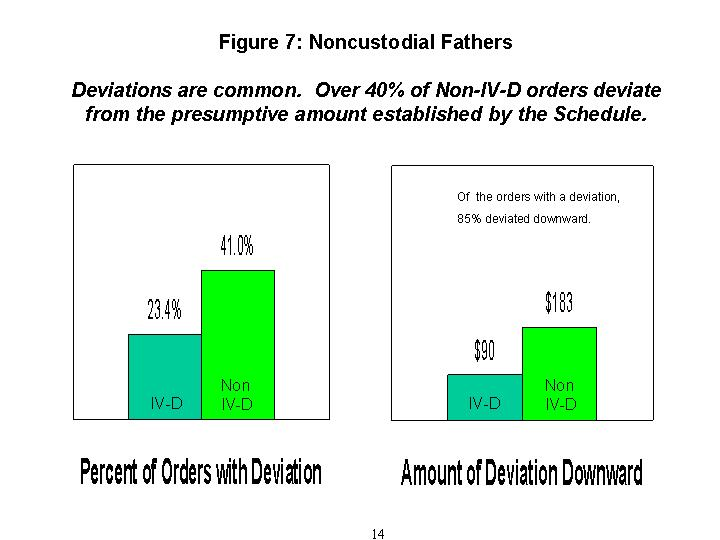 Figure 7: Noncustodial Fathers
Deviations are common.  Over 40% of Non-IV-D orders deviate
from the presumptive amount established by the Schedule.
41.0%
23.4%
IV-D
Non
IV-D
Percent of Orders with Deviation
Of  the orders with a deviation,
85% deviated downward.
$183
$90
IV-D
Non
IV-D
Amount of Deviation Downward
14